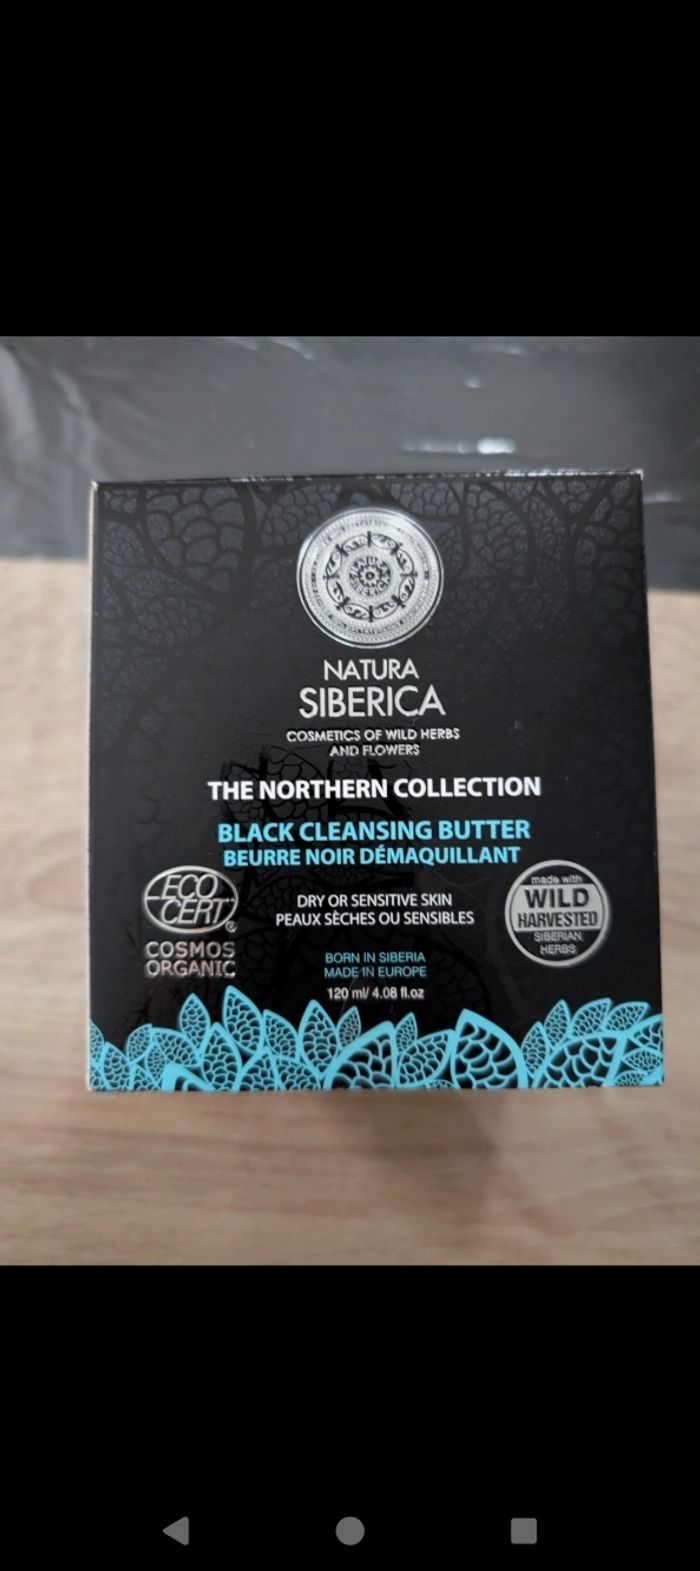 NATURA
SIBERICA
COSMETICS OF WILD HERBS
AND FLOWERS
THE NORTHERN COLLECTION
BLACK CLEANSING BUTTER
BEURRE NOIR DÉMAQUILLANT
ECO
CERT®
COSMOS
ORGANIC
DRY OR SENSITIVE SKIN
PEAUX SÈCHES OU SENSIBLES
made with
WILD
HARVESTED
SIBERIAN
HERBS
BORN IN SIBERIA
MADE IN EUROPE
120 ml/ 4.08 fl.oz